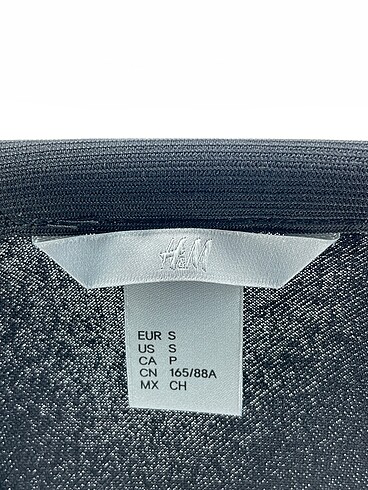 H&M
EUR S
US S
CA P
CN 165/88A
MX CH